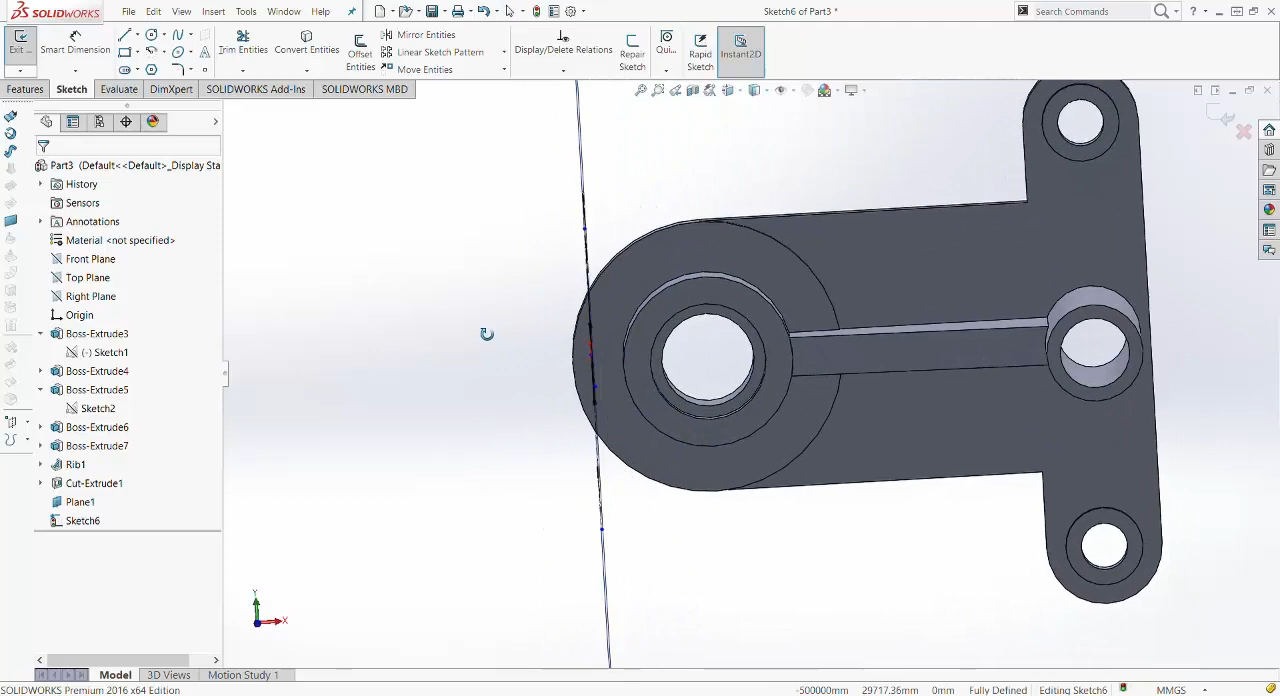 SOLIDWORKS File Edit View Insert Tools Window Help Sketch6 of Part3 * Search Commands ?
Exit... Smart Dimension Trim Entities Convert Entities Offset Entities Mirror Entities Display/Delete Relations Repair Sketch Qui... Rapid Sketch Instant2D
Linear Sketch Pattern
Move Entities
Features Sketch Evaluate DimXpert SOLIDWORKS Add-Ins SOLIDWORKS MBD
Part3 (Default<<Default>_Display Sta
History
Sensors
Annotations
Material <not specified>
Front Plane
Top Plane
Right Plane
Origin
Boss-Extrude3
(-) Sketch1
Boss-Extrude4
Boss-Extrude5
Sketch2
Boss-Extrude6
Boss-Extrude7
Rib1
Cut-Extrude1
Plane1
Sketch6
Y
X
Model 3D Views Motion Study 1
SOLIDWORKS Premium 2016 x64 Edition -500000mm 29717.36mm 0mm Fully Defined Editing Sketch6 MMGS